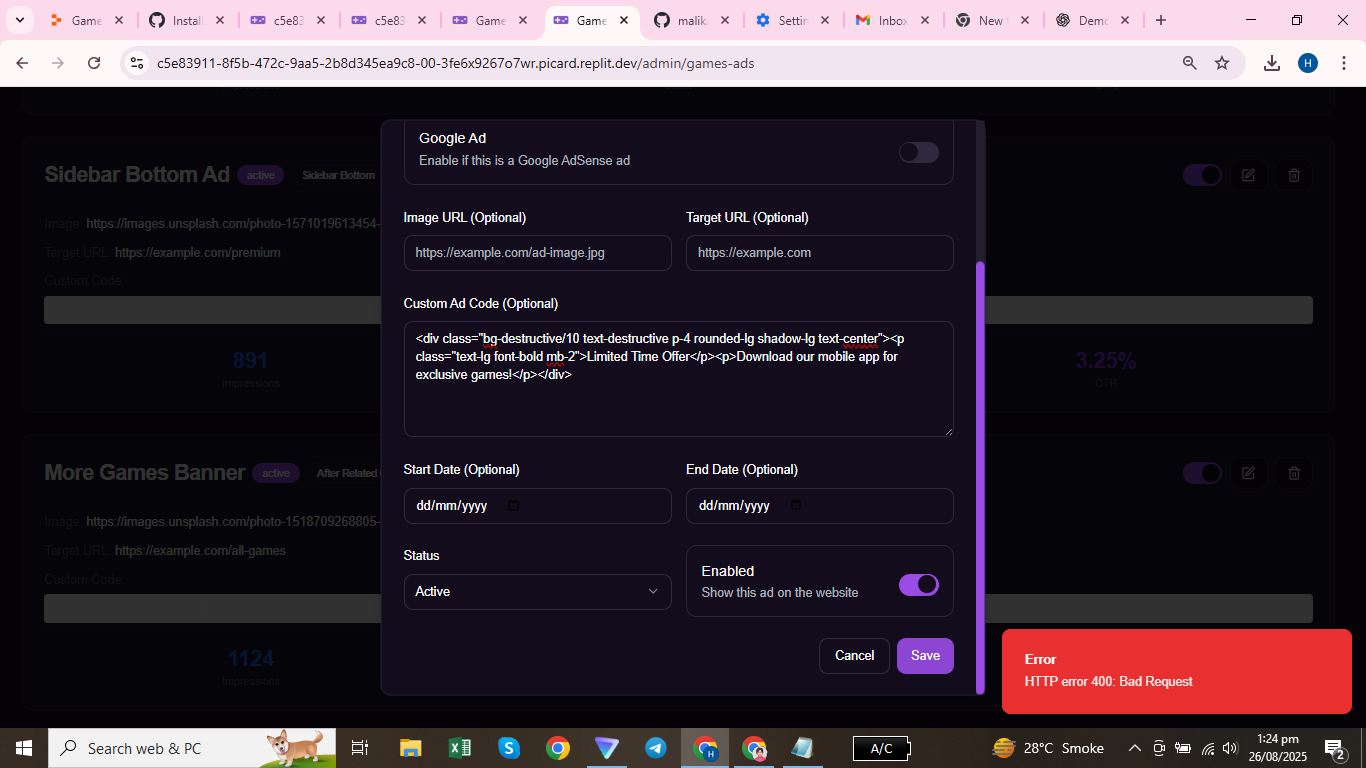 Game
Install
c5e83
c5e83
Game
Game
malik
Settin
Inbox
New
Demo
c5e83911-8f5b-472c-9aa5-2b8d345ea9c8-00-3fe6x9267o7wr.picard.replit.dev/admin/games-ads
H
Google Ad
Enable if this is a Google AdSense ad
Sidebar Bottom Ad active Sidebar Bottom
Image: https://images.unsplash.com/photo-1571019613454-
Target URL: https://example.com/premium
Custom Code:
891
Impressions
3.25%
CTR
Image URL (Optional)
Target URL (Optional)
https://example.com/ad-image.jpg
https://example.com
Custom Ad Code (Optional)
<div class="bg-destructive/10 text-destructive p-4 rounded-lg shadow-lg text-center"><p
class="text-lg font-bold mb-2">Limited Time Offer</p><p>Download our mobile app for
exclusive games!</p></div>
Start Date (Optional)
End Date (Optional)
dd/mm/yyyy
dd/mm/yyyy
Status
Active
Enabled
Show this ad on the website
Cancel
Save
More Games Banner active After Related
Image: https://images.unsplash.com/photo-1518709268805-
Target URL: https://example.com/all-games
Custom Code:
1124
Impressions
Error
HTTP error 400: Bad Request
Search web & PC
A/C
28°C Smoke
1:24 pm
26/08/2025
2